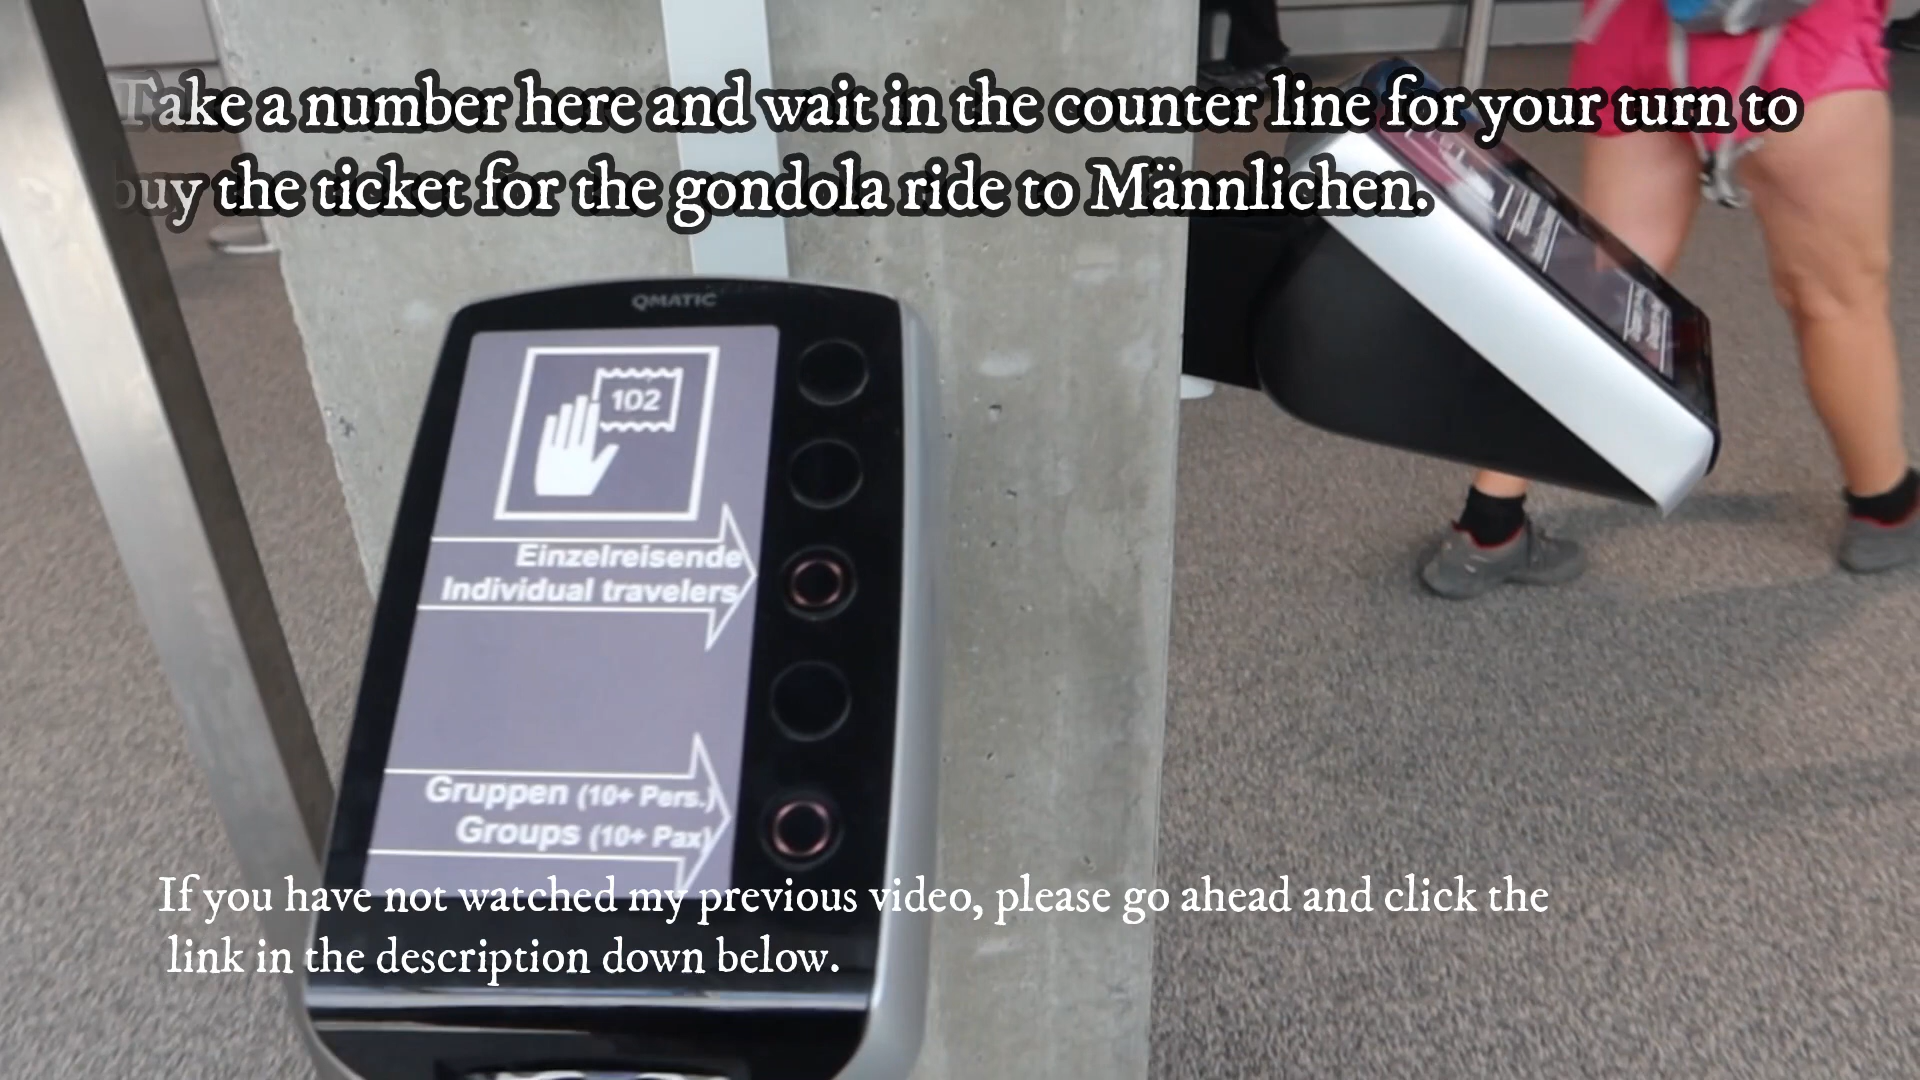 Take a number here and wait in the counter line for your turn to
buy the ticket for the gondola ride to Männlichen.
QMATIC
102
Einzelreisende
Individual travelers
Gruppen (10+ Pers.)
Groups (10+ Pax)
If you have not watched my previous video, please go ahead and click the
link in the description down below.